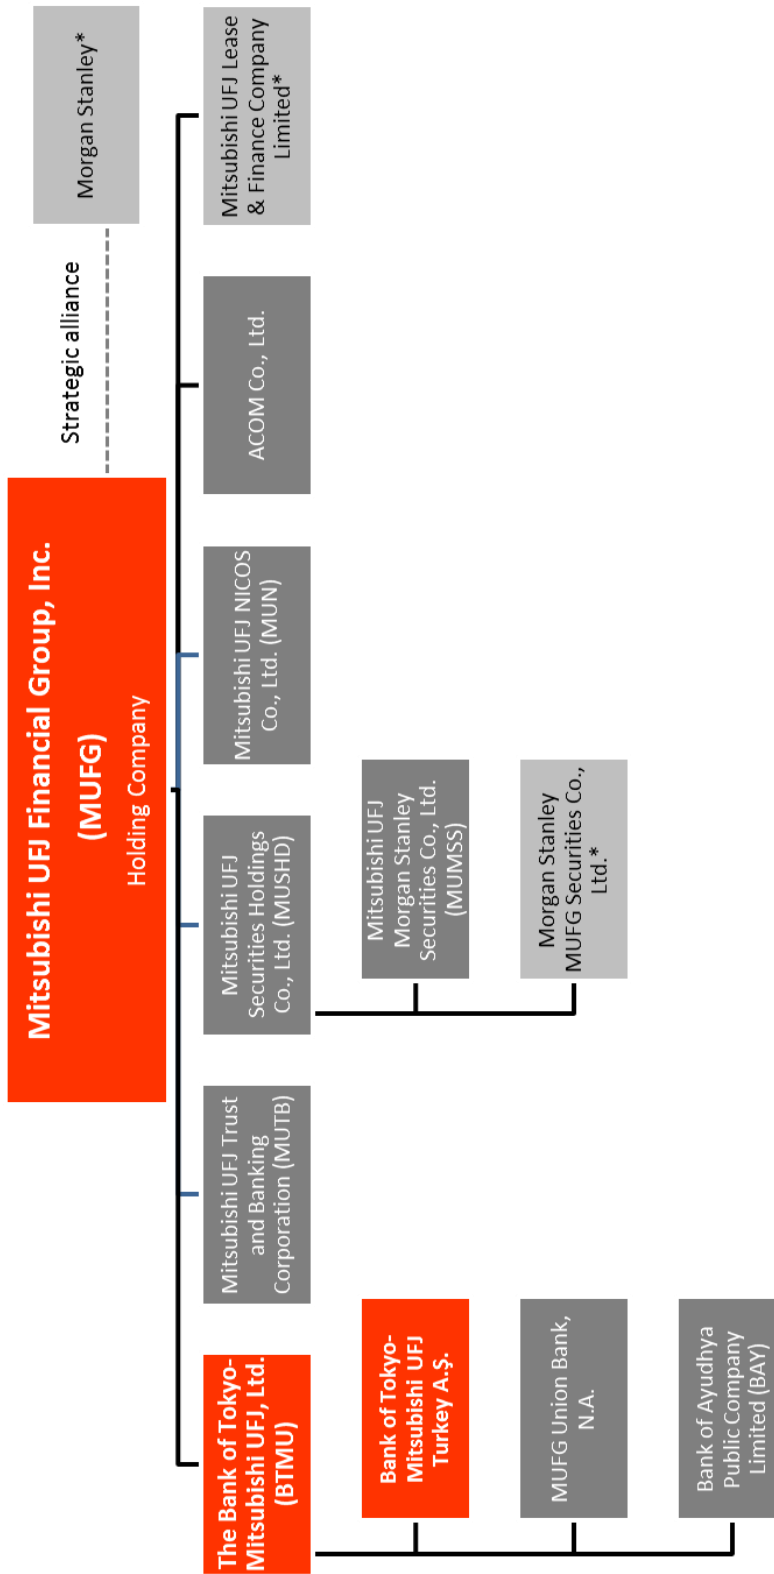 Mitsubishi UFJ Financial Group, Inc.
(MUFG)
Holding Company
Strategic alliance
Morgan Stanley*
The Bank of Tokyo-
Mitsubishi UFJ, Ltd.
(BTMU)
Mitsubishi UFJ Trust
and Banking
Corporation (MUTB)
Mitsubishi UFJ
Securities Holdings
Co., Ltd. (MUSHD)
Mitsubishi UFJ NICOS
Co., Ltd. (MUN)
ACOM Co., Ltd.
Mitsubishi UFJ Lease
& Finance Company
Limited*
Bank of Tokyo-
Mitsubishi UFJ
Turkey A.Ş.
MUFG Union Bank,
N.A.
Bank of Ayudhya
Public Company
Limited (BAY)
Mitsubishi UFJ
Morgan Stanley
Securities Co., Ltd.
(MUMSS)
Morgan Stanley
MUFG Securities Co.,
Ltd.*